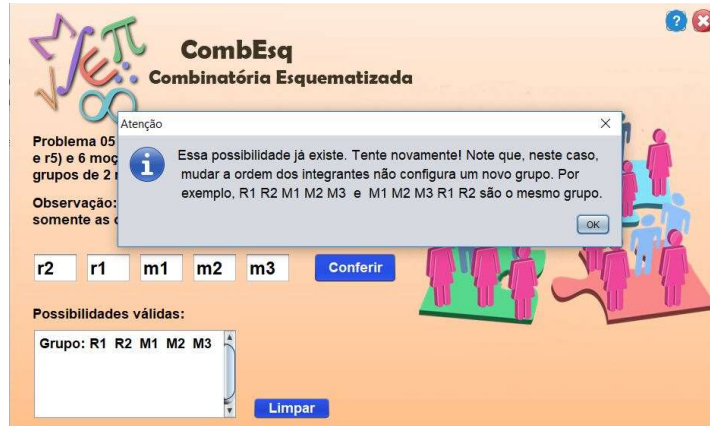 CombEsq
Combinatória Esquematizada
Atenção
Problema 05
e r5) e 6 moç
grupos de 2
Observação:
somente as
Essa possibilidade já existe. Tente novamente! Note que, neste caso,
mudar a ordem dos integrantes não configura um novo grupo. Por
exemplo, R1 R2 M1 M2 M3 e M1 M2 M3 R1 R2 são o mesmo grupo.
OK
r2 r1 m1 m2 m3 Conferir
Possibilidades válidas:
Grupo: R1 R2 M1 M2 M3
Limpar